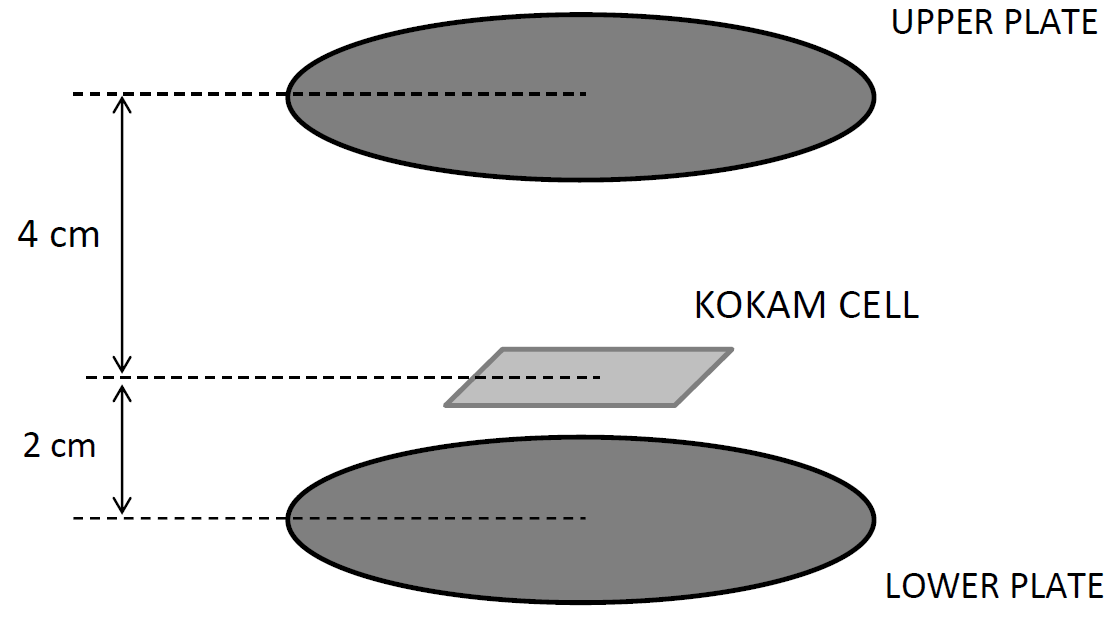 UPPER PLATE
4 cm
KOKAM CELL
2 cm
LOWER PLATE